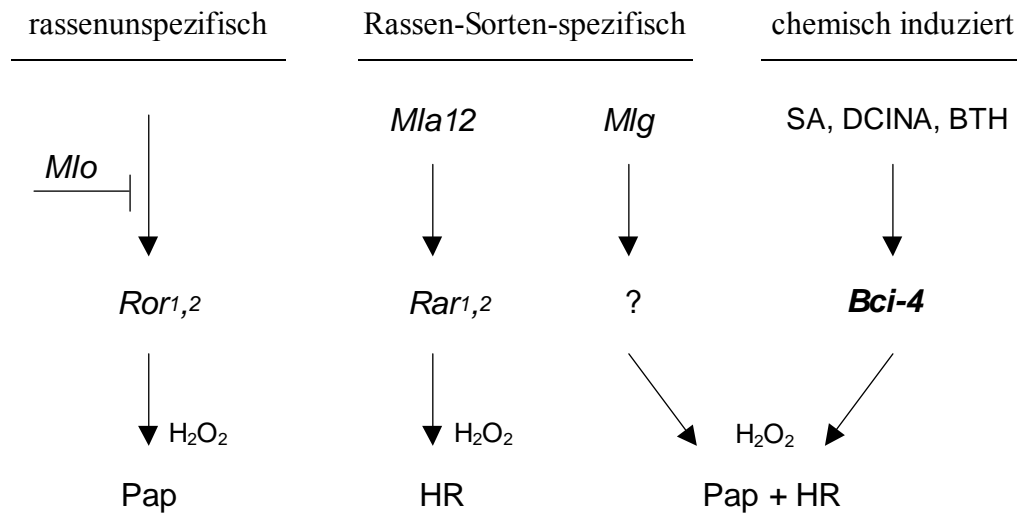 rassenunspezifisch Rassen-Sorten-spezifisch chemisch induziert
Mla12 Mlg SA, DCINA, BTH
Mlo
Ror1,2 Rar1,2 ? Bci-4
H₂O₂ H₂O₂ H₂O₂
Pap HR Pap + HR